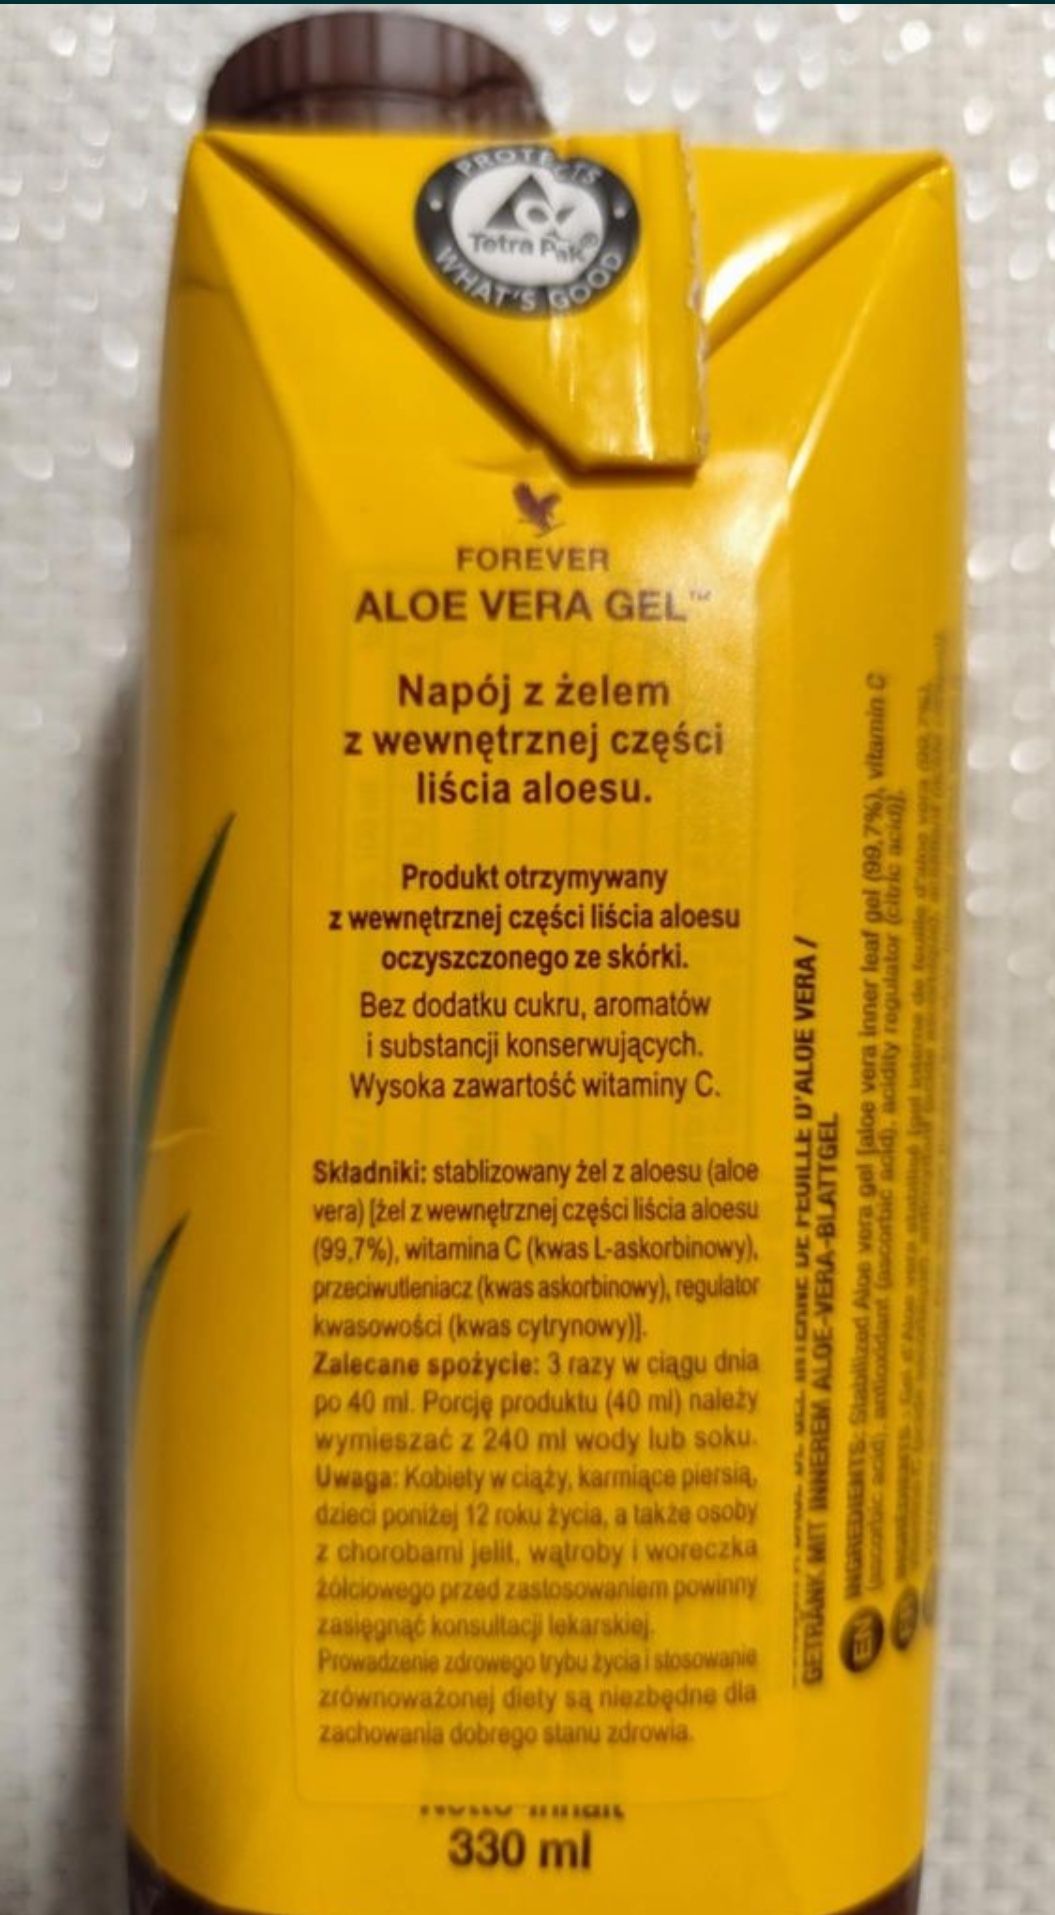 PROTECTS
Tetra Pak®
WHAT'S GOOD
FOREVER
ALOE VERA GEL™
Napój z żelem
z wewnętrznej części
liścia aloesu.
Produkt otrzymywany
z wewnętrznej części liścia aloesu
oczyszczonego ze skórki.
Bez dodatku cukru, aromatów
i substancji konserwujących.
Wysoka zawartość witaminy C.
Składniki: stablizowany żel z aloesu (aloe
vera) [żel z wewnętrznej części liścia aloesu
(99,7%), witamina C (kwas L-askorbinowy),
przeciwutleniacz (kwas askorbinowy), regulator
kwasowości (kwas cytrynowy)].
Zalecane spożycie: 3 razy w ciągu dnia
po 40 ml. Porcję produktu (40 ml) należy
wymieszać z 240 ml wody lub soku.
Uwaga: Kobiety w ciąży, karmiące piersią,
dzieci poniżej 12 roku życia, a także osoby
z chorobami jelit, wątroby i woreczka
żółciowego przed zastosowaniem powinny
zasięgnąć konsultacji lekarskiej.
Prowadzenie zdrowego trybu życia i stosowanie
zrównoważonej diety są niezbędne dla
zachowania dobrego stanu zdrowia.
330 ml
DE FEUILLE D'ALOE VERA /
GETRÄNK MIT INNEREM ALOE-VERA-BLATTGEL
EN INGREDIENTS: Stabilized Aloe vera gel [aloe vera inner leaf gel (99,7%), vitamin C
(ascorbic acid), antioxidant (ascorbic acid), acidity regulator (citric acid)].